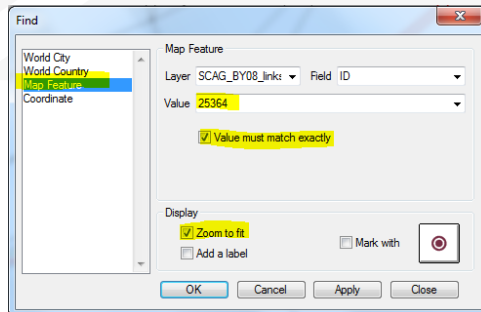 Find
World City
World Country
Map Feature
Coordinate
Map Feature
Layer SCAG_BY08_links Field ID
Value 25364
Value must match exactly
Display
Zoom to fit
Add a label
Mark with
OK Cancel Apply Close